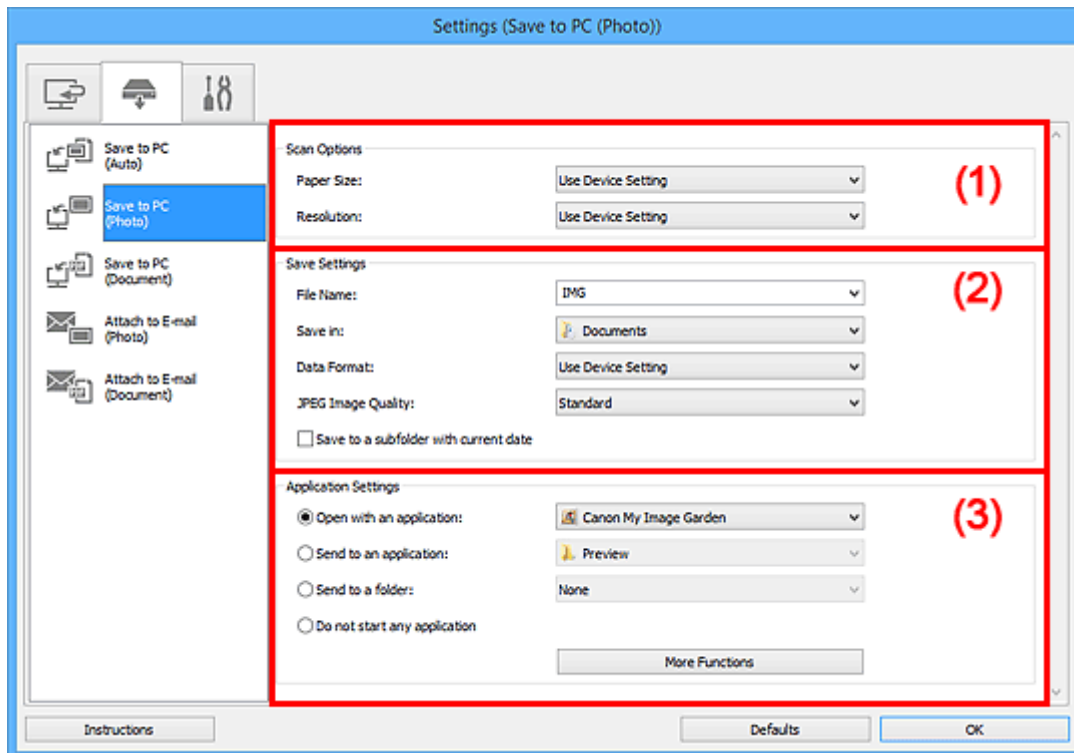 Settings (Save to PC (Photo))
Save to PC
(Auto)
Save to PC
(Photo)
Save to PC
(Document)
Attach to E-mail
(Photo)
Attach to E-mail
(Document)
Scan Options
(1)
Paper Size: Use Device Setting
Resolution: Use Device Setting
Save Settings
(2)
File Name: IMG
Save in: Documents
Data Format: Use Device Setting
JPEG Image Quality: Standard
Save to a subfolder with current date
Application Settings
(3)
Open with an application: Canon My Image Garden
Send to an application: Preview
Send to a folder: None
Do not start any application
More Functions
Instructions Defaults OK